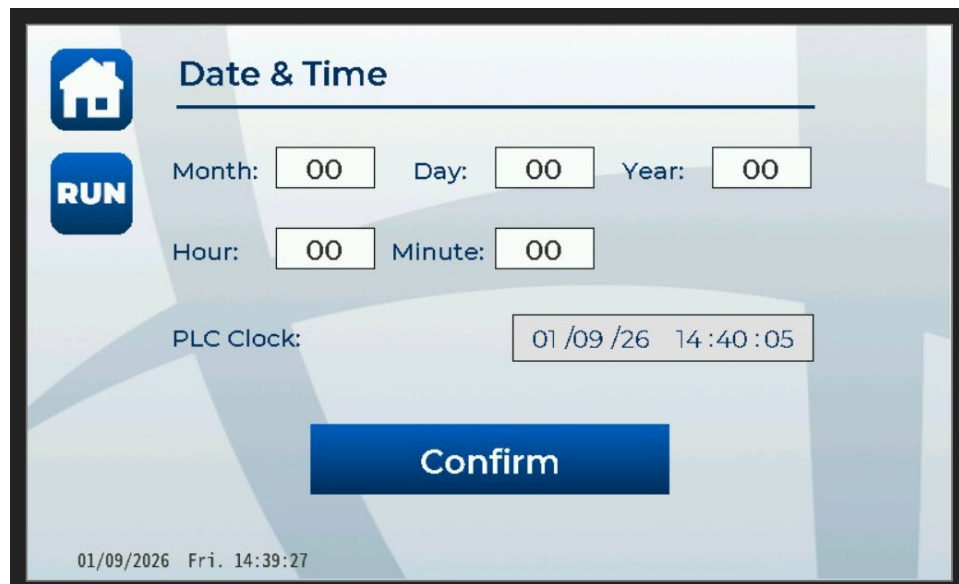 Date & Time
RUN
Month: 00 Day: 00 Year: 00
Hour: 00 Minute: 00
PLC Clock: 01/09/26 14:40:05
Confirm
01/09/2026 Fri. 14:39:27